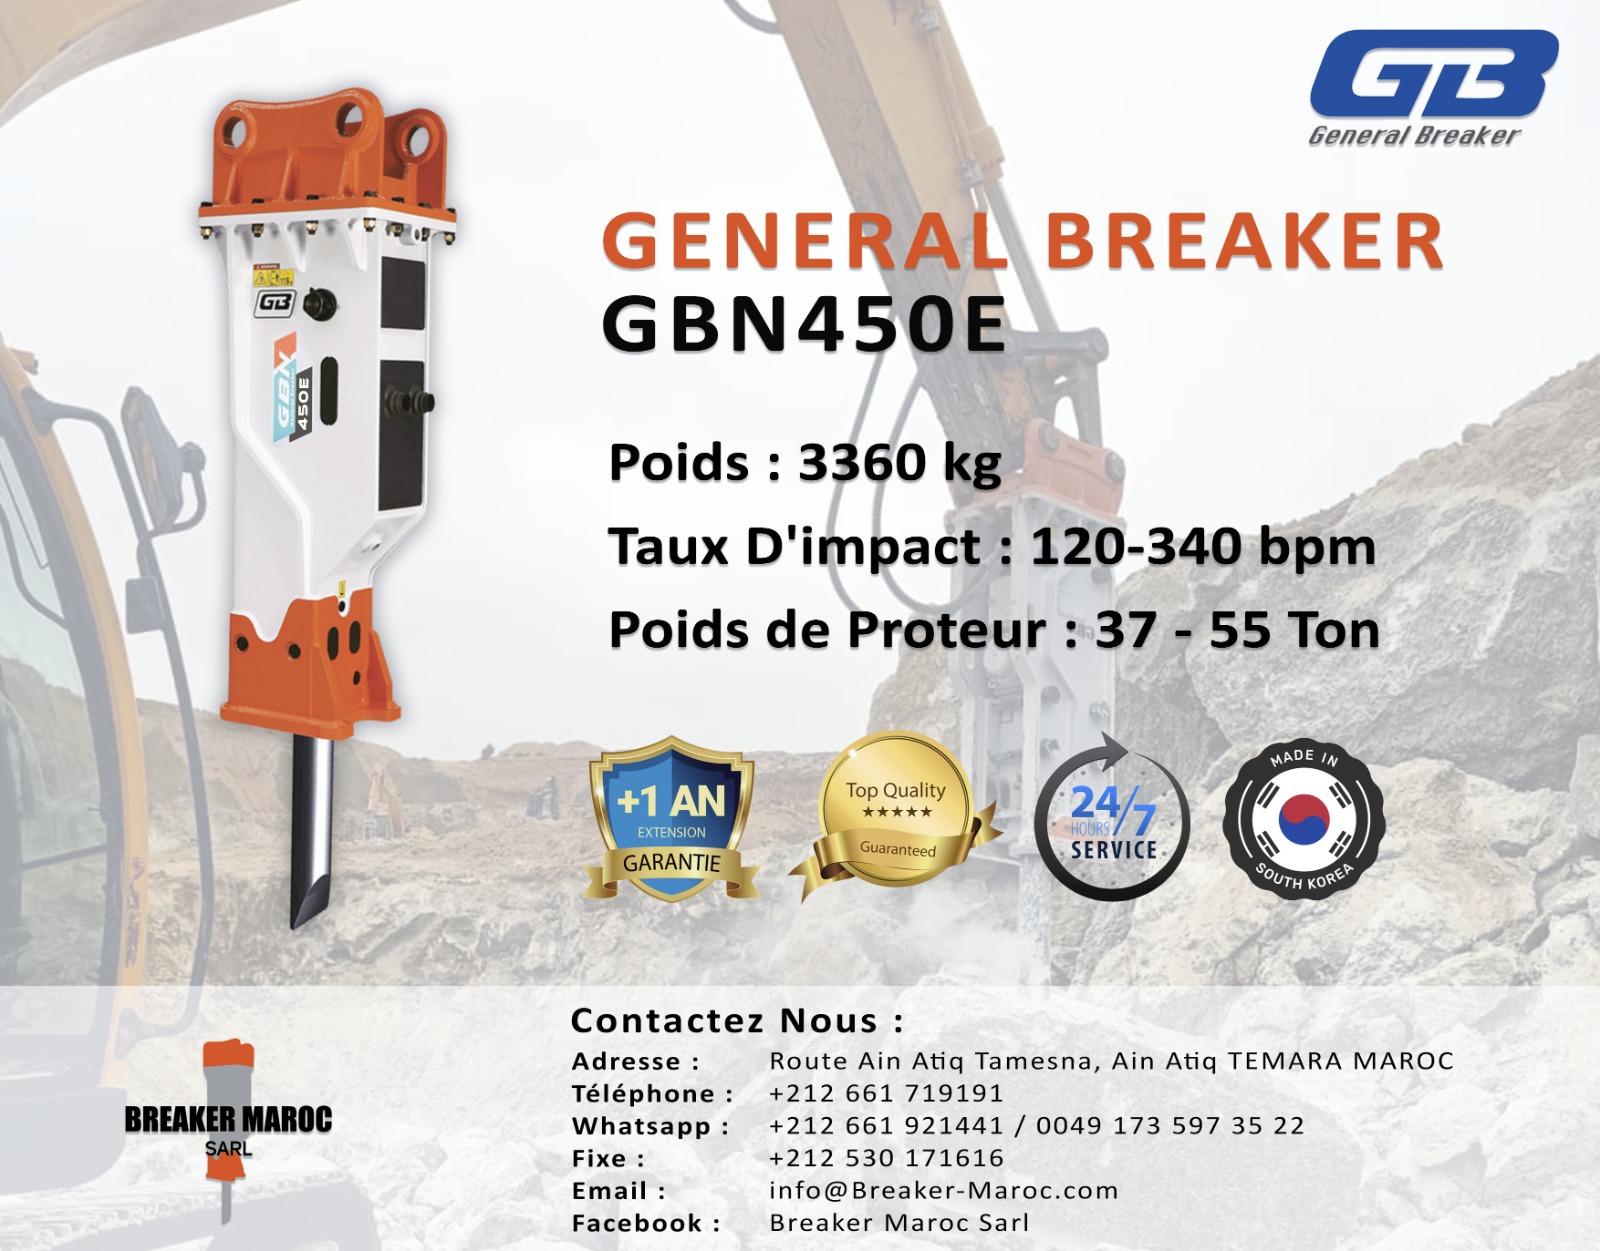 GB
General Breaker
GENERAL BREAKER
GBN450E
GB
GBN
450E
Poids : 3360 kg
Taux D'impact : 120-340 bpm
Poids de Proteur : 37 - 55 Ton
+1 AN
EXTENSION
GARANTIE
Top Quality
Guaranteed
24/7
HOURS
SERVICE
MADE IN
SOUTH KOREA
BREAKER MAROC
SARL
Contactez Nous :
Adresse : Route Ain Atiq Tamesna, Ain Atiq TEMARA MAROC
Téléphone : +212 661 719191
Whatsapp : +212 661 921441 / 0049 173 597 35 22
Fixe : +212 530 171616
Email : info@Breaker-Maroc.com
Facebook : Breaker Maroc Sarl